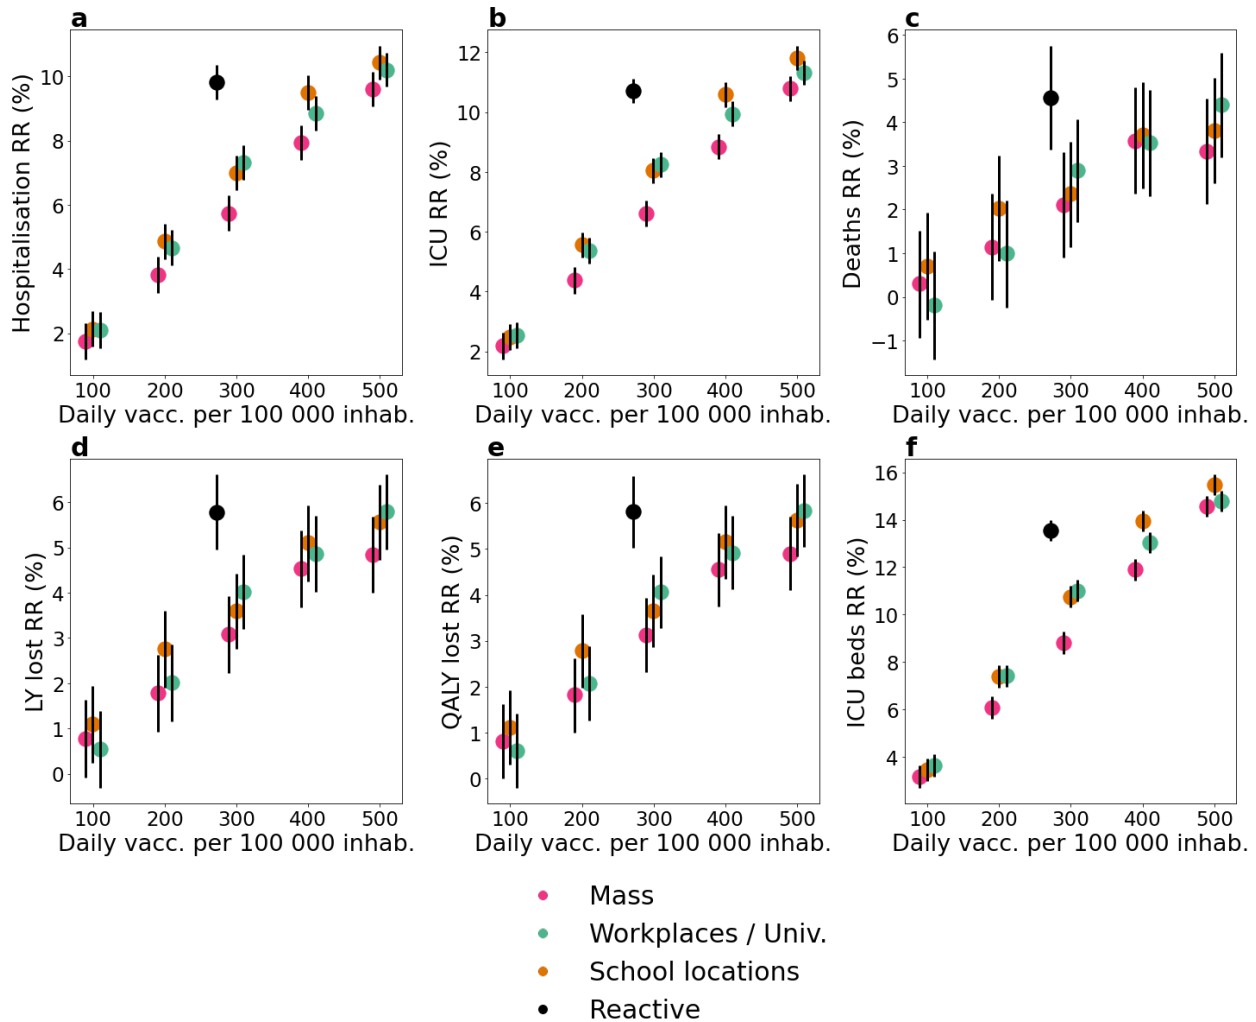 a
Hospitalisation RR (%)
10
8
6
4
2
100 200 300 400 500
Daily vacc. per 100 000 inhab.
b
ICU RR (%)
12
10
8
6
4
2
100 200 300 400 500
Daily vacc. per 100 000 inhab.
c
Deaths RR (%)
6
5
4
3
2
1
0
−1
100 200 300 400 500
Daily vacc. per 100 000 inhab.
d
LY lost RR (%)
6
5
4
3
2
1
0
100 200 300 400 500
Daily vacc. per 100 000 inhab.
e
QALY lost RR (%)
6
5
4
3
2
1
0
100 200 300 400 500
Daily vacc. per 100 000 inhab.
f
ICU beds RR (%)
16
14
12
10
8
6
4
100 200 300 400 500
Daily vacc. per 100 000 inhab.
Mass
Workplaces / Univ.
School locations
Reactive